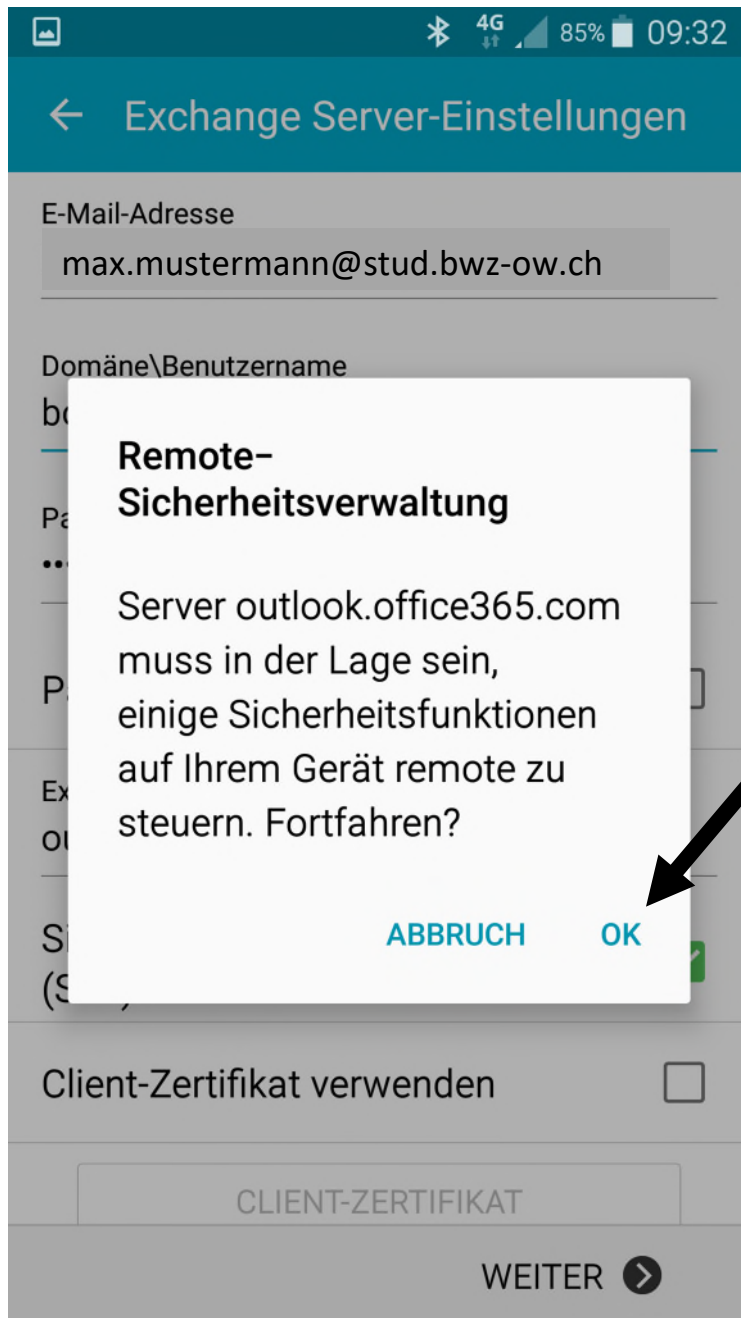 4G 85% 09:32
Exchange Server-Einstellungen
E-Mail-Adresse
max.mustermann@stud.bwz-ow.ch
Domäne\Benutzername
Remote-
Sicherheitsverwaltung
Server outlook.office365.com
muss in der Lage sein,
einige Sicherheitsfunktionen
auf Ihrem Gerät remote zu
steuern. Fortfahren?
ABBRUCH OK
Client-Zertifikat verwenden
CLIENT-ZERTIFIKAT
WEITER